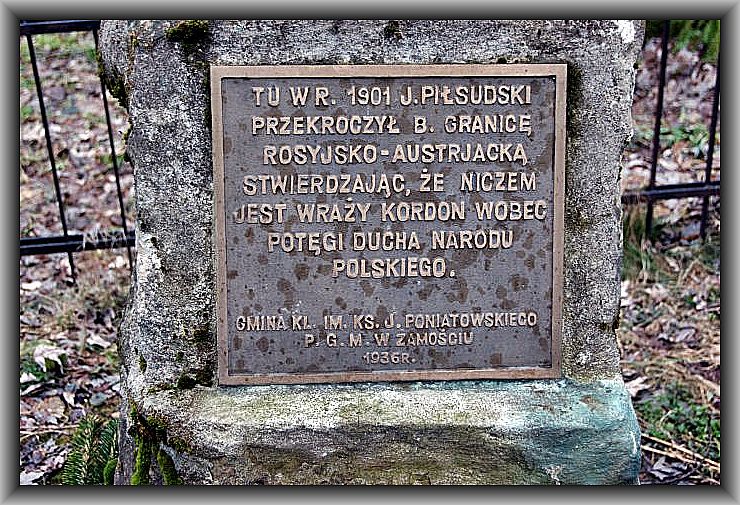 TU W R. 1901 J. PIŁSUDSKI
PRZEKROCZYŁ B. GRANICĘ
ROSYJSKO-AUSTRJACKĄ
STWIERDZAJĄC, ŻE NICZEM
JEST WRAŻY KORDON WOBEC
POTĘGI DUCHA NARODU
POLSKIEGO.
GMINA KL. IM. KS. J. PONIATOWSKIEGO
P. G. M. W ZAMOŚCIU
1936R.